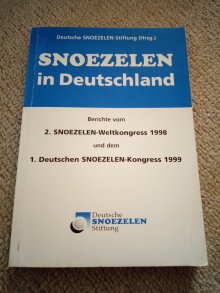 Deutsche SNOEZELEN-Stiftung (Hrsg.)
SNOEZELEN
in Deutschland
Berichte vom
2. SNOEZELEN-Weltkongress 1998
und dem
1. Deutschen SNOEZELEN-Kongress 1999
Deutsche
SNOEZELEN
Stiftung